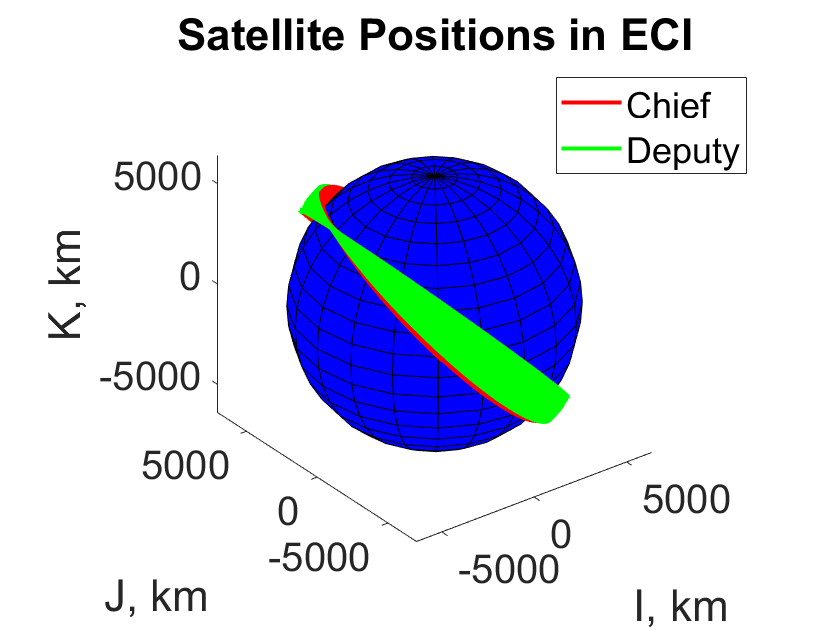 Satellite Positions in ECI
Chief
Deputy
5000
0
-5000
K, km
5000
0
-5000
J, km
5000
0
-5000
I, km